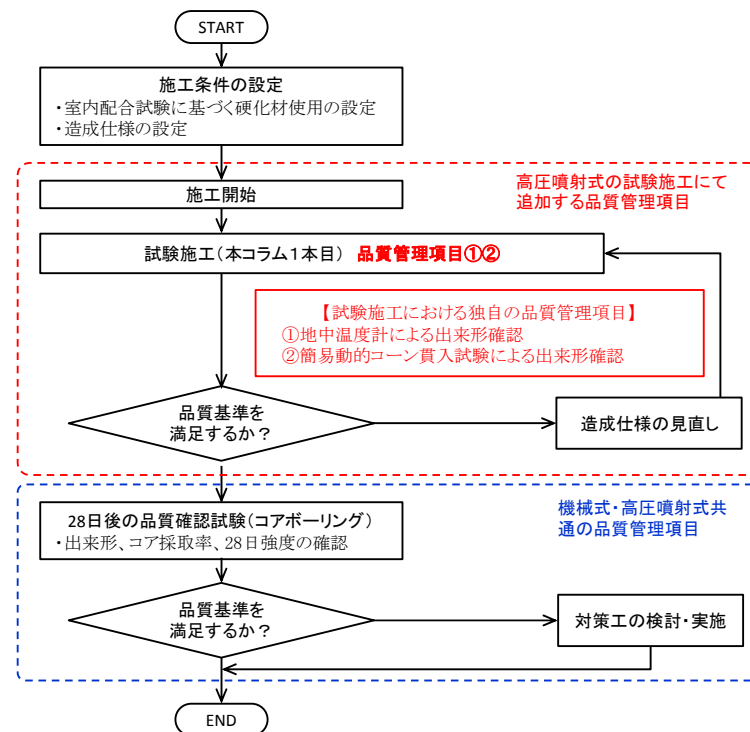 START
施工条件の設定
・室内配合試験に基づく硬化材使用の設定
・造成仕様の設定
高圧噴射式の試験施工にて
追加する品質管理項目
施工開始
試験施工（本コラム１本目） 品質管理項目①②
【試験施工における独自の品質管理項目】
①地中温度計による出来形確認
②簡易動的コーン貫入試験による出来形確認
品質基準を
満足するか？
造成仕様の見直し
機械式・高圧噴射式共
通の品質管理項目
28日後の品質確認試験（コアボーリング）
・出来形、コア採取率、28日強度の確認
品質基準を
満足するか？
対策工の検討・実施
END